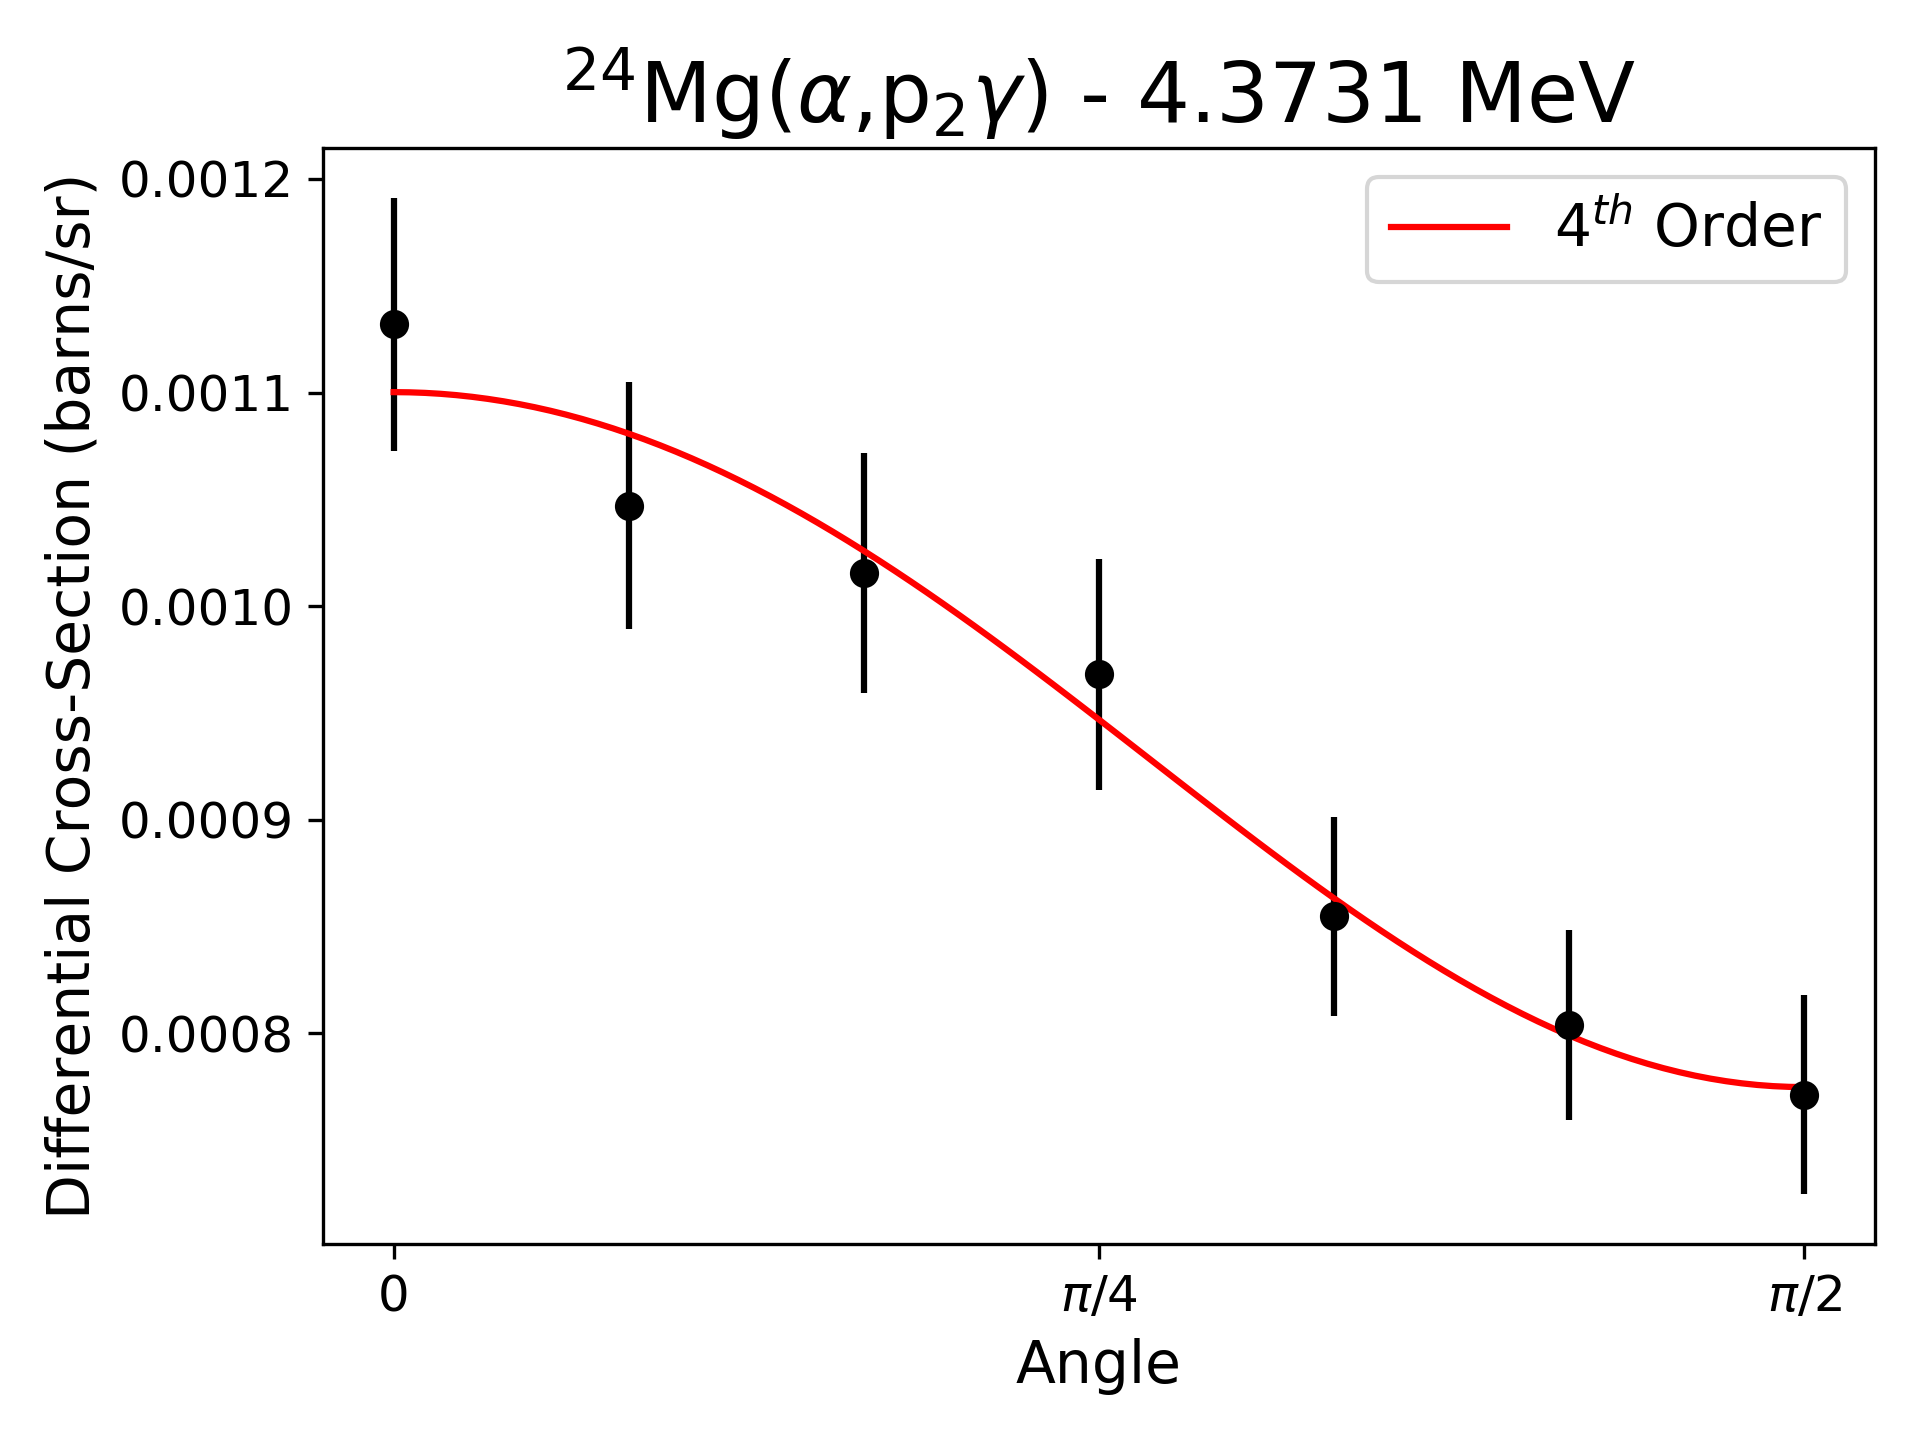 ²⁴Mg(α,p₂γ) - 4.3731 MeV
Differential Cross-Section (barns/sr)
0.0012
0.0011
0.0010
0.0009
0.0008
4ᵗʰ Order
0
π/4
π/2
Angle